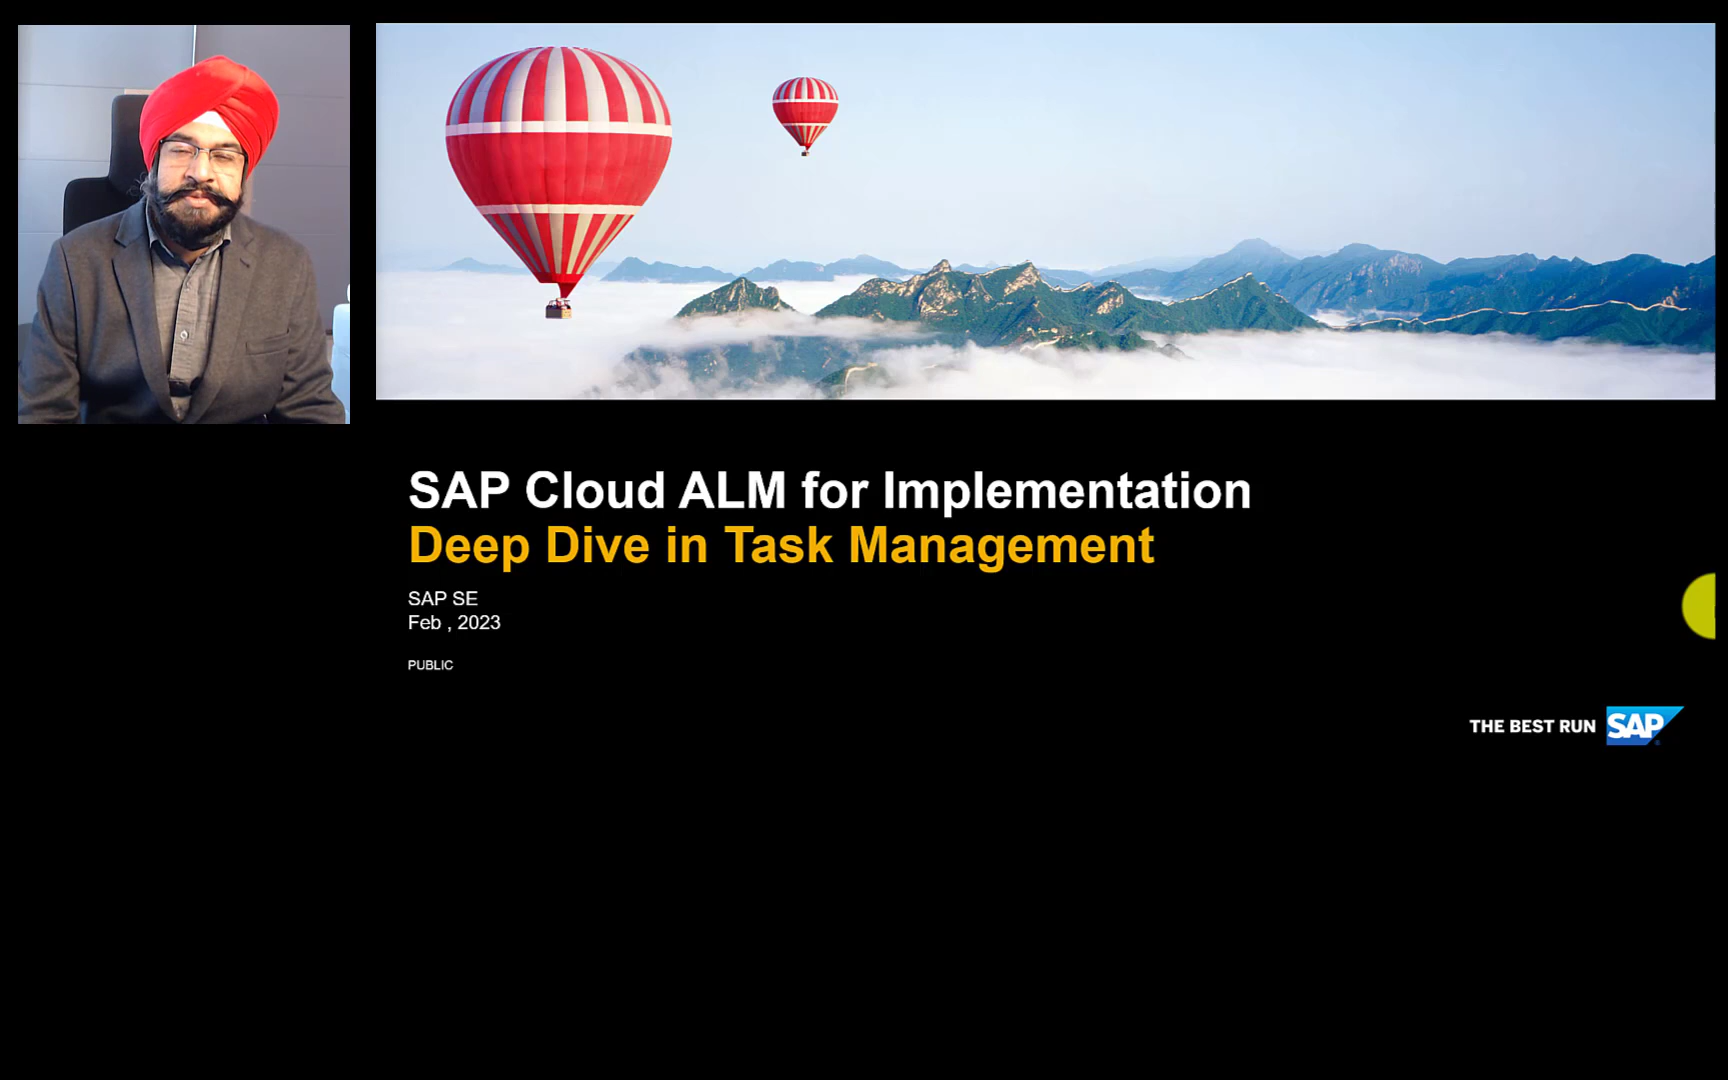 SAP Cloud ALM for Implementation
Deep Dive in Task Management
SAP SE
Feb , 2023
PUBLIC
THE BEST RUN SAP